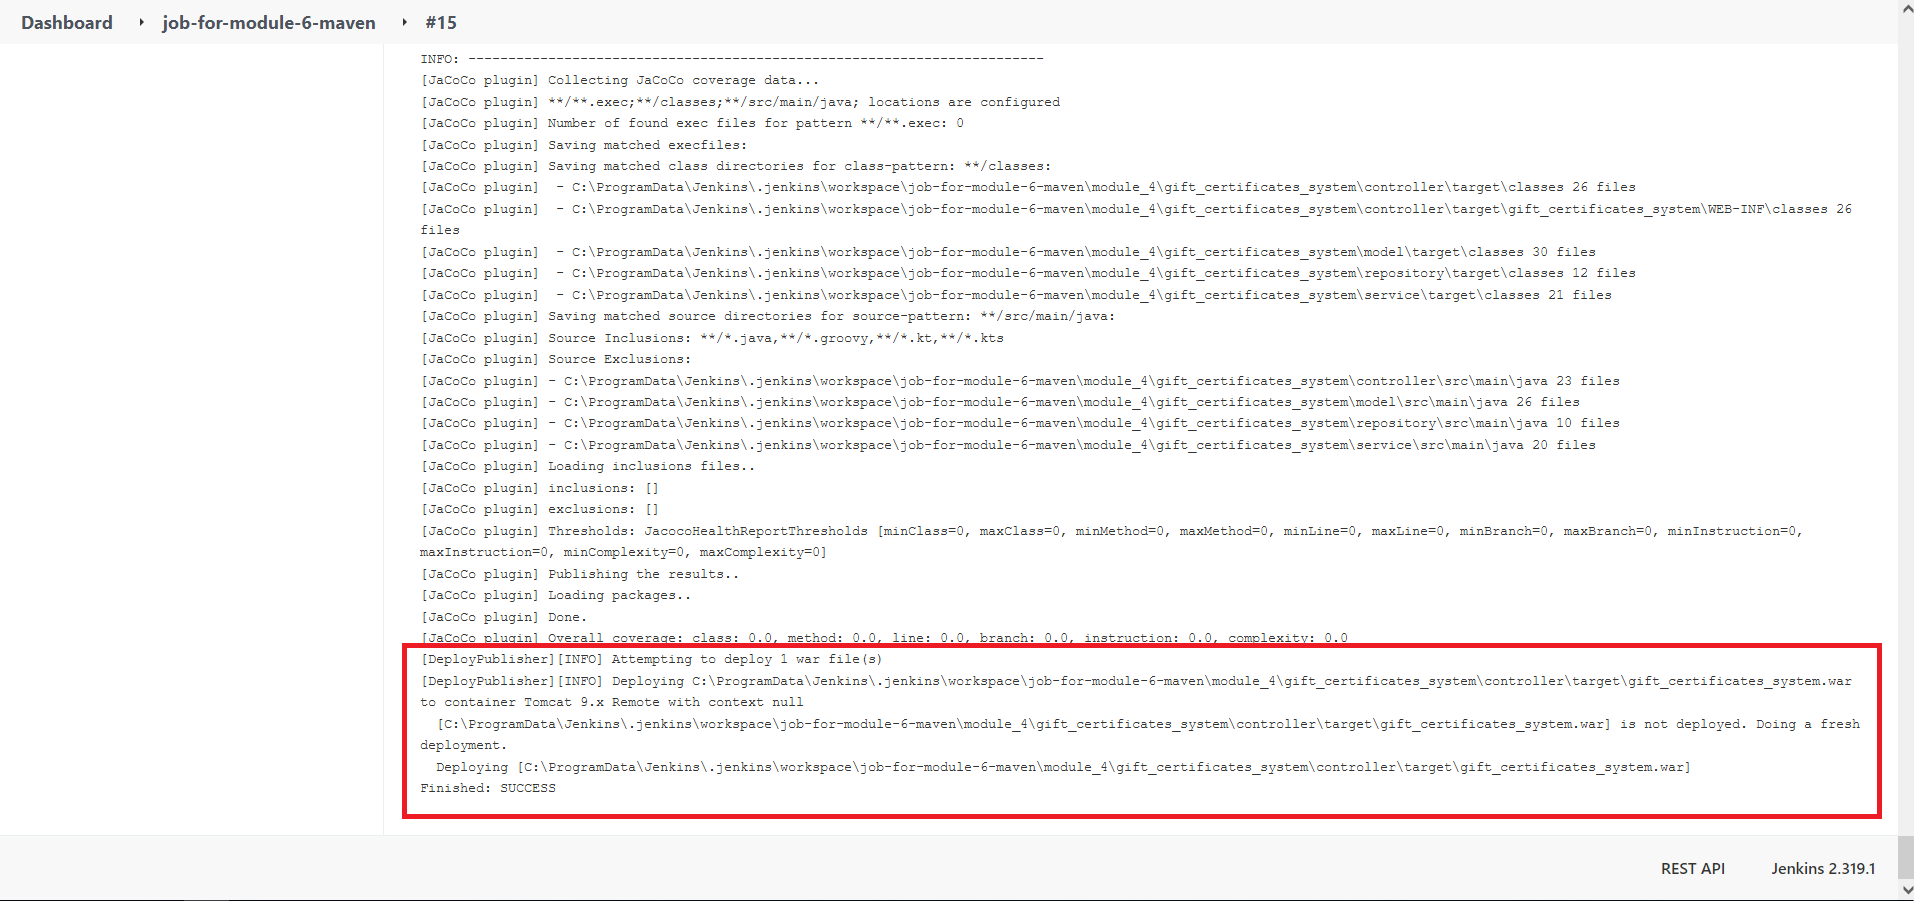 Dashboard
job-for-module-6-maven
#15
INFO: ------------------------------------------------------------------------
[JaCoCo plugin] Collecting JaCoCo coverage data...
[JaCoCo plugin] **/**.exec;**/classes;**/src/main/java; locations are configured
[JaCoCo plugin] Number of found exec files for pattern **/**.exec: 0
[JaCoCo plugin] Saving matched execfiles:
[JaCoCo plugin] Saving matched class directories for class-pattern: **/classes:
[JaCoCo plugin]  - C:\ProgramData\Jenkins\.jenkins\workspace\job-for-module-6-maven\module_4\gift_certificates_system\controller\target\classes 26 files
[JaCoCo plugin]  - C:\ProgramData\Jenkins\.jenkins\workspace\job-for-module-6-maven\module_4\gift_certificates_system\controller\target\gift_certificates_system\WEB-INF\classes 26
files
[JaCoCo plugin]  - C:\ProgramData\Jenkins\.jenkins\workspace\job-for-module-6-maven\module_4\gift_certificates_system\model\target\classes 30 files
[JaCoCo plugin]  - C:\ProgramData\Jenkins\.jenkins\workspace\job-for-module-6-maven\module_4\gift_certificates_system\repository\target\classes 12 files
[JaCoCo plugin]  - C:\ProgramData\Jenkins\.jenkins\workspace\job-for-module-6-maven\module_4\gift_certificates_system\service\target\classes 21 files
[JaCoCo plugin] Saving matched source directories for source-pattern: **/src/main/java:
[JaCoCo plugin] Source Inclusions: **/*.java,**/*.groovy,**/*.kt,**/*.kts
[JaCoCo plugin] Source Exclusions:
[JaCoCo plugin] - C:\ProgramData\Jenkins\.jenkins\workspace\job-for-module-6-maven\module_4\gift_certificates_system\controller\src\main\java 23 files
[JaCoCo plugin] - C:\ProgramData\Jenkins\.jenkins\workspace\job-for-module-6-maven\module_4\gift_certificates_system\model\src\main\java 26 files
[JaCoCo plugin] - C:\ProgramData\Jenkins\.jenkins\workspace\job-for-module-6-maven\module_4\gift_certificates_system\repository\src\main\java 10 files
[JaCoCo plugin] - C:\ProgramData\Jenkins\.jenkins\workspace\job-for-module-6-maven\module_4\gift_certificates_system\service\src\main\java 20 files
[JaCoCo plugin] Loading inclusions files..
[JaCoCo plugin] inclusions: []
[JaCoCo plugin] exclusions: []
[JaCoCo plugin] Thresholds: JacocoHealthReportThresholds [minClass=0, maxClass=0, minMethod=0, maxMethod=0, minLine=0, maxLine=0, minBranch=0, maxBranch=0, minInstruction=0,
maxInstruction=0, minComplexity=0, maxComplexity=0]
[JaCoCo plugin] Publishing the results..
[JaCoCo plugin] Loading packages..
[JaCoCo plugin] Done.
[JaCoCo plugin] Overall coverage: class: 0.0, method: 0.0, line: 0.0, branch: 0.0, instruction: 0.0, complexity: 0.0
[DeployPublisher][INFO] Attempting to deploy 1 war file(s)
[DeployPublisher][INFO] Deploying C:\ProgramData\Jenkins\.jenkins\workspace\job-for-module-6-maven\module_4\gift_certificates_system\controller\target\gift_certificates_system.war
to container Tomcat 9.x Remote with context null
[C:\ProgramData\Jenkins\.jenkins\workspace\job-for-module-6-maven\module_4\gift_certificates_system\controller\target\gift_certificates_system.war] is not deployed. Doing a fresh
deployment.
Deploying [C:\ProgramData\Jenkins\.jenkins\workspace\job-for-module-6-maven\module_4\gift_certificates_system\controller\target\gift_certificates_system.war]
Finished: SUCCESS
REST API
Jenkins 2.319.1